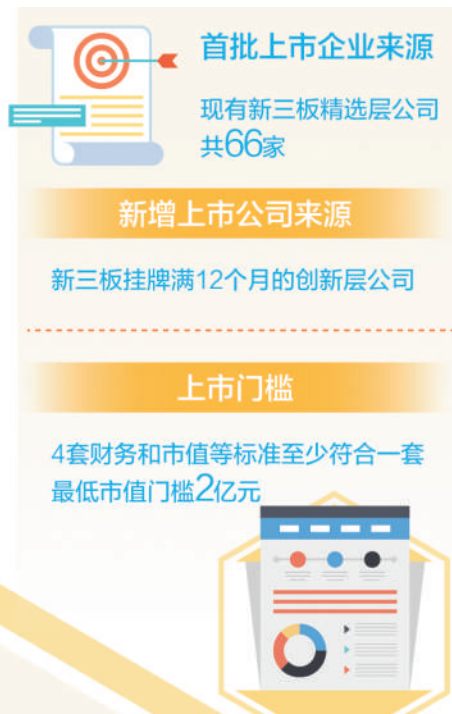 首批上市企业来源
现有新三板精选层公司
共66家
新增上市公司来源
新三板挂牌满12个月的创新层公司
上市门槛
4套财务和市值等标准至少符合一套
最低市值门槛2亿元